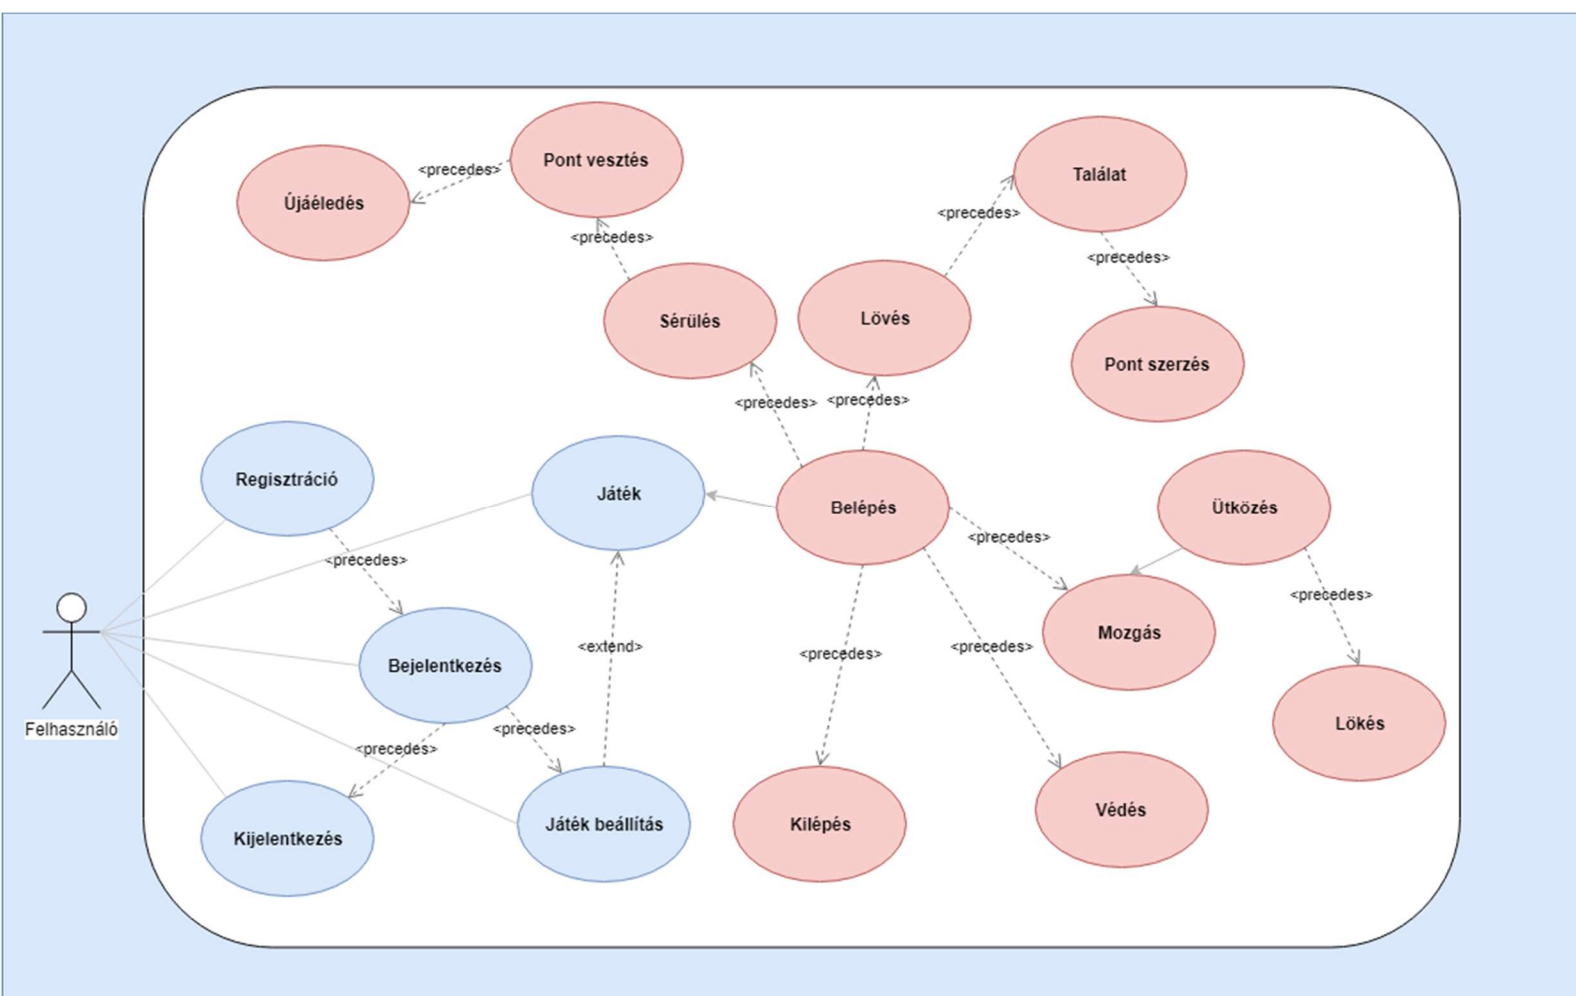 Pont vesztés
<precedes>
Újáéledés
Találat
<precedes>
<precedes>
<precedes>
Sérülés
Lövés
Pont szerzés
<precedes>
<precedes>
Regisztráció
Játék
Belépés
Ütközés
<precedes>
<precedes>
<precedes>
Mozgás
<extend>
<precedes>
<precedes>
Bejelentkezés
Felhasználó
Lökés
<precedes>
<precedes>
Kijelentkezés
Játék beállítás
Kilépés
Védés